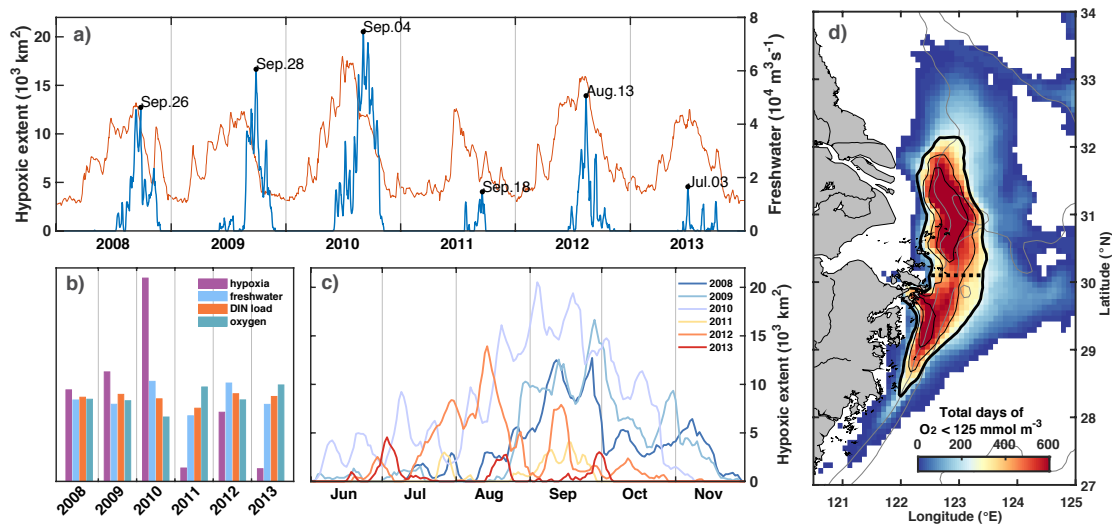 a)
Hypoxic extent (10³ km²)
20
15
10
5
0
Sep.26
Sep.28
Sep.04
Sep.18
Aug.13
Jul.03
8
6
4
2
0
Freshwater (10⁴ m³s⁻¹)
2008
2009
2010
2011
2012
2013
b)
hypoxia
freshwater
DIN load
oxygen
2008
2009
2010
2011
2012
2013
c)
2008
2009
2010
2011
2012
2013
20
15
10
5
0
Hypoxic extent (10³ km²)
Jun
Jul
Aug
Sep
Oct
Nov
d)
34
33
32
31
30
29
28
27
Latitude (° N)
Total days of
O₂ < 125 mmol m⁻³
0 200 400 600
121 122 123 124 125
Longitude (°E)